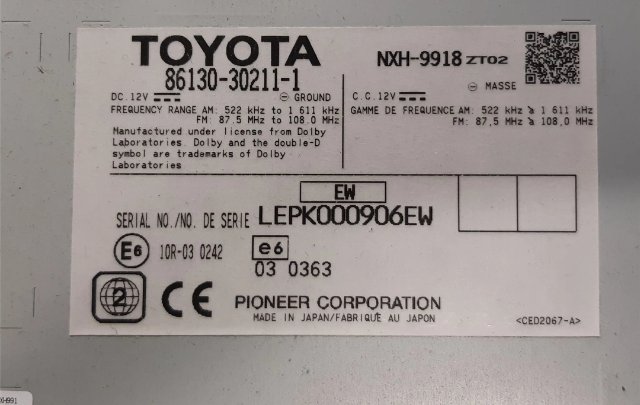 TOYOTA
86130-30211-1
DC.12V ⎓ ⊖ GROUND
FREQUENCY RANGE AM: 522 kHz to 1 611 kHz
FM: 87.5 MHz to 108.0 MHz
Manufactured under license from Dolby
Laboratories. Dolby and the double-D
symbol are trademarks of Dolby
Laboratories
NXH-9918 ZT02
⊖ MASSE
C.C.12V ⎓
GAMME DE FREQUENCE AM: 522 kHz à 1 611 kHz
FM: 87,5 MHz à 108,0 MHz
EW
SERIAL NO./NO. DE SERIE LEPK000906EW
E6 10R-03 0242 e6
03 0363
2 CE PIONEER CORPORATION
MADE IN JAPAN/FABRIQUÉ AU JAPON
<CED2067-A>
XH991